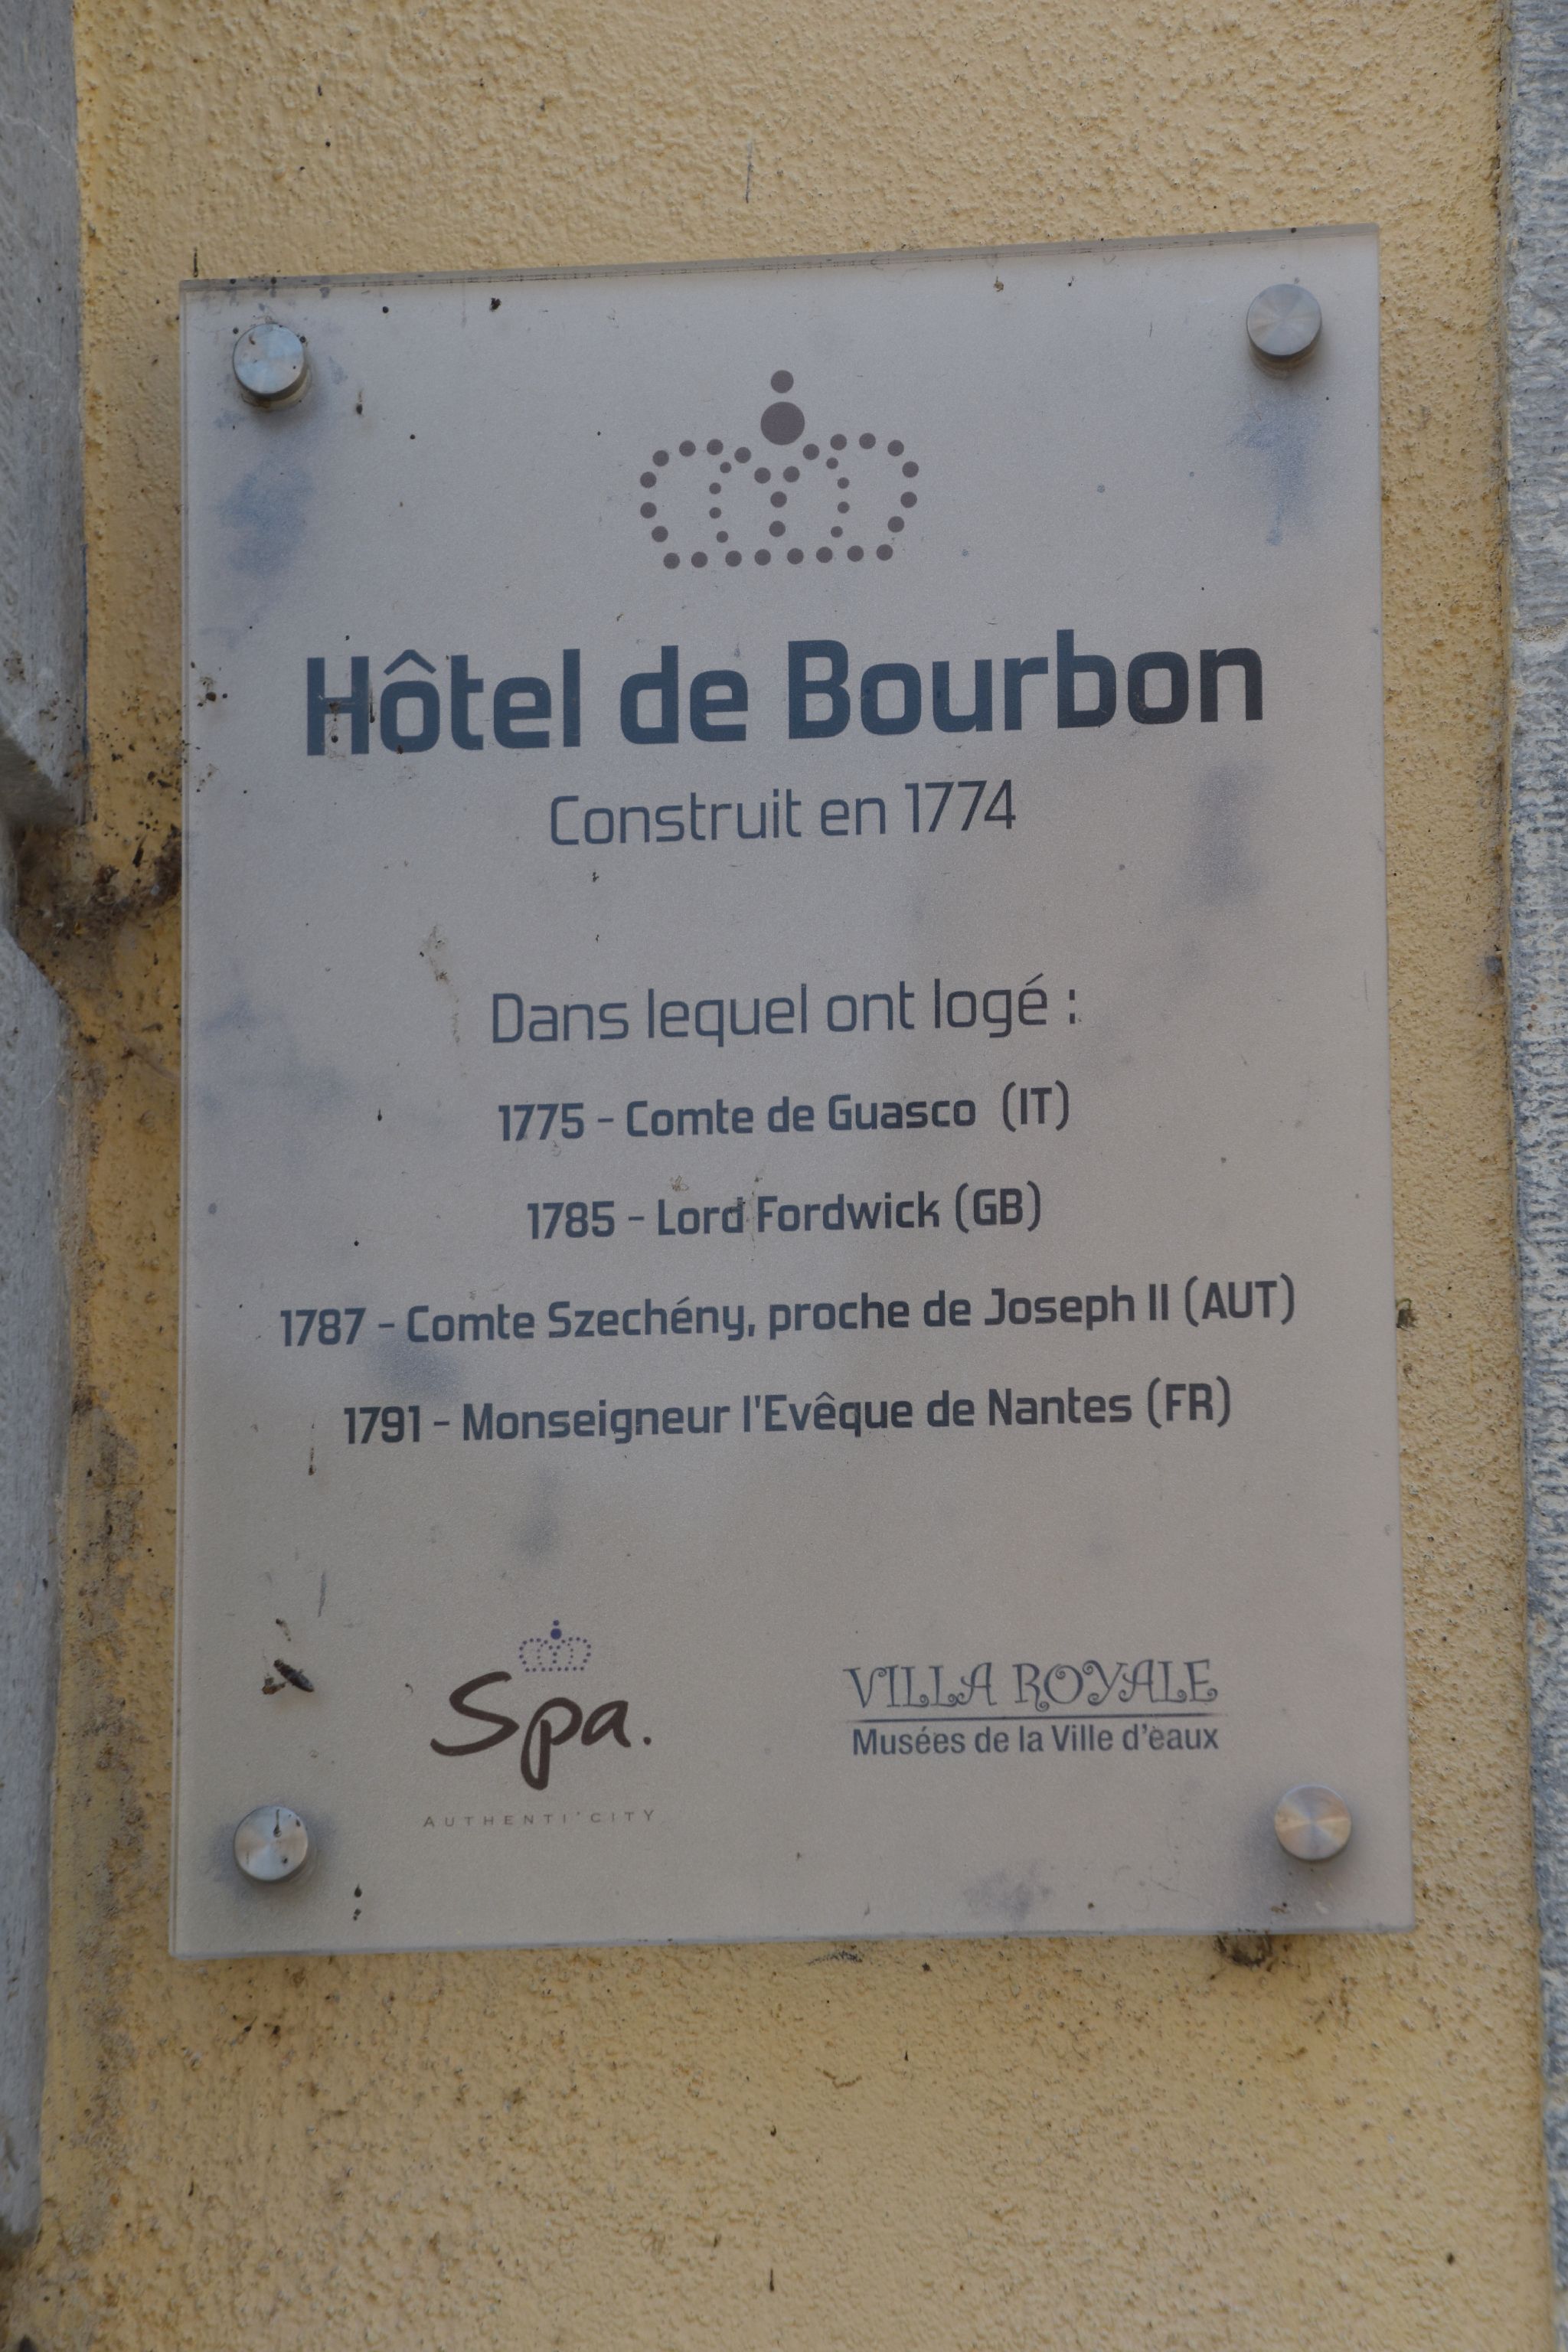 Hôtel de Bourbon
Construit en 1774
Dans lequel ont logé :
1775 - Comte de Guasco (IT)
1785 - Lord Fordwick (GB)
1787 - Comte Szechény, proche de Joseph II (AUT)
1791 - Monseigneur l'Evêque de Nantes (FR)
Spa.
AUTHENTI'CITY
VILLA ROYALE
Musées de la Ville d'eaux